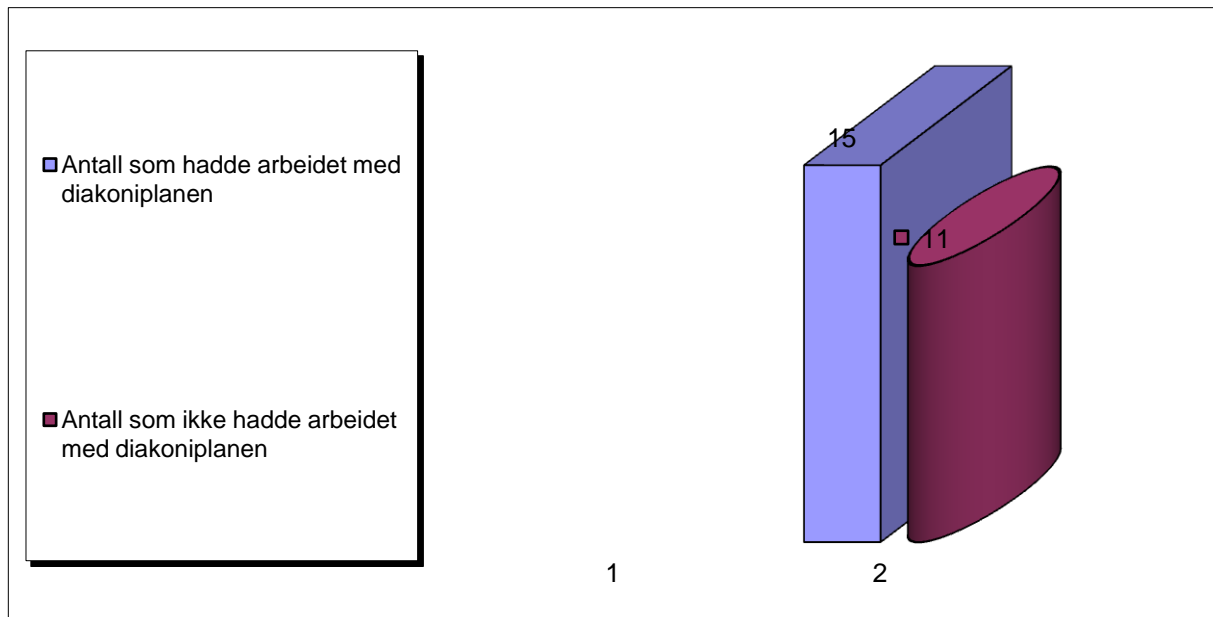 Antall som hadde arbeidet med
diakoniplanen
Antall som ikke hadde arbeidet
med diakoniplanen
15
11
1
2